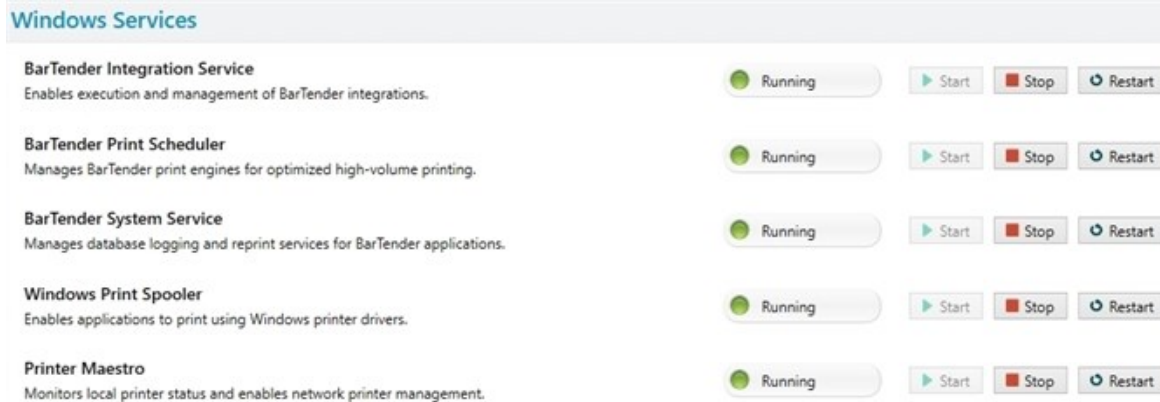 Windows Services
BarTender Integration Service
Enables execution and management of BarTender integrations.
Running
Start
Stop
Restart
BarTender Print Scheduler
Manages BarTender print engines for optimized high-volume printing.
Running
Start
Stop
Restart
BarTender System Service
Manages database logging and reprint services for BarTender applications.
Running
Start
Stop
Restart
Windows Print Spooler
Enables applications to print using Windows printer drivers.
Running
Start
Stop
Restart
Printer Maestro
Monitors local printer status and enables network printer management.
Running
Start
Stop
Restart